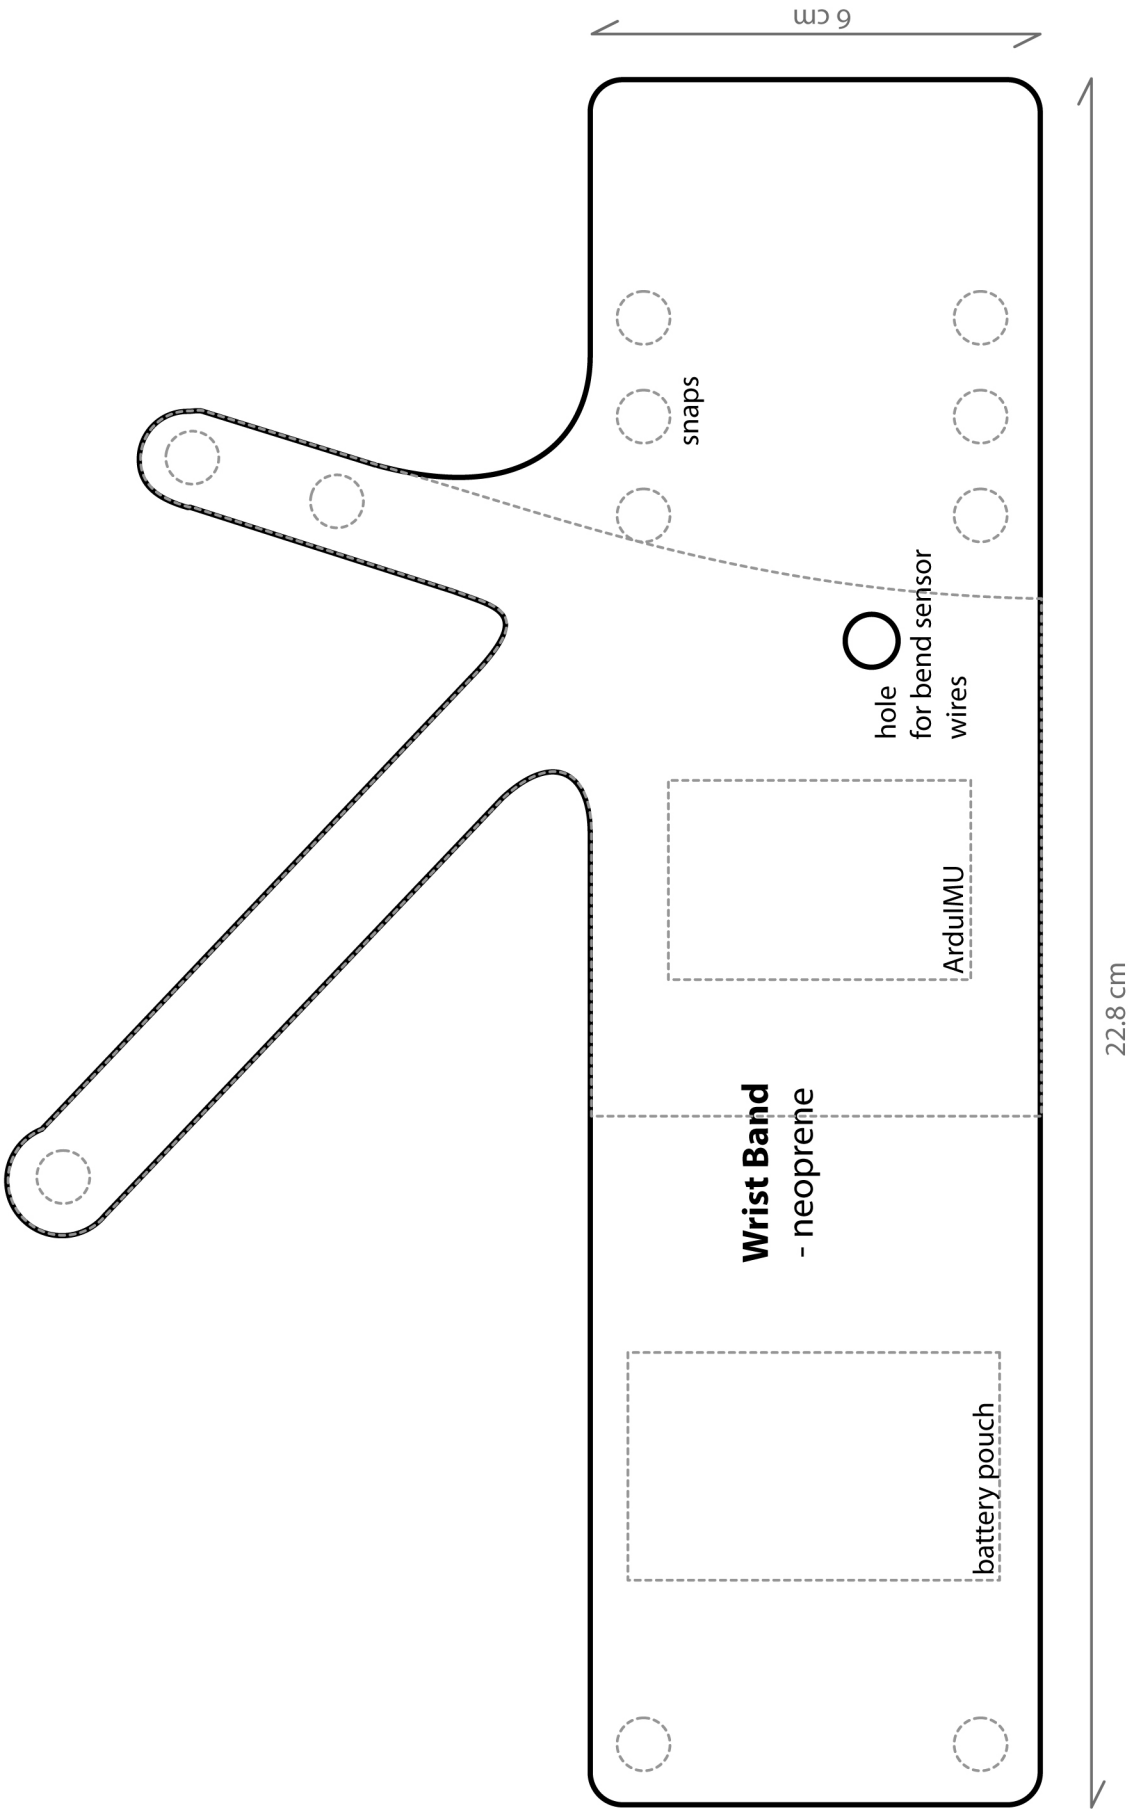 6 cm
snaps
hole
for bend sensor
wires
ArduIMU
22.8 cm
Wrist Band
- neoprene
battery pouch